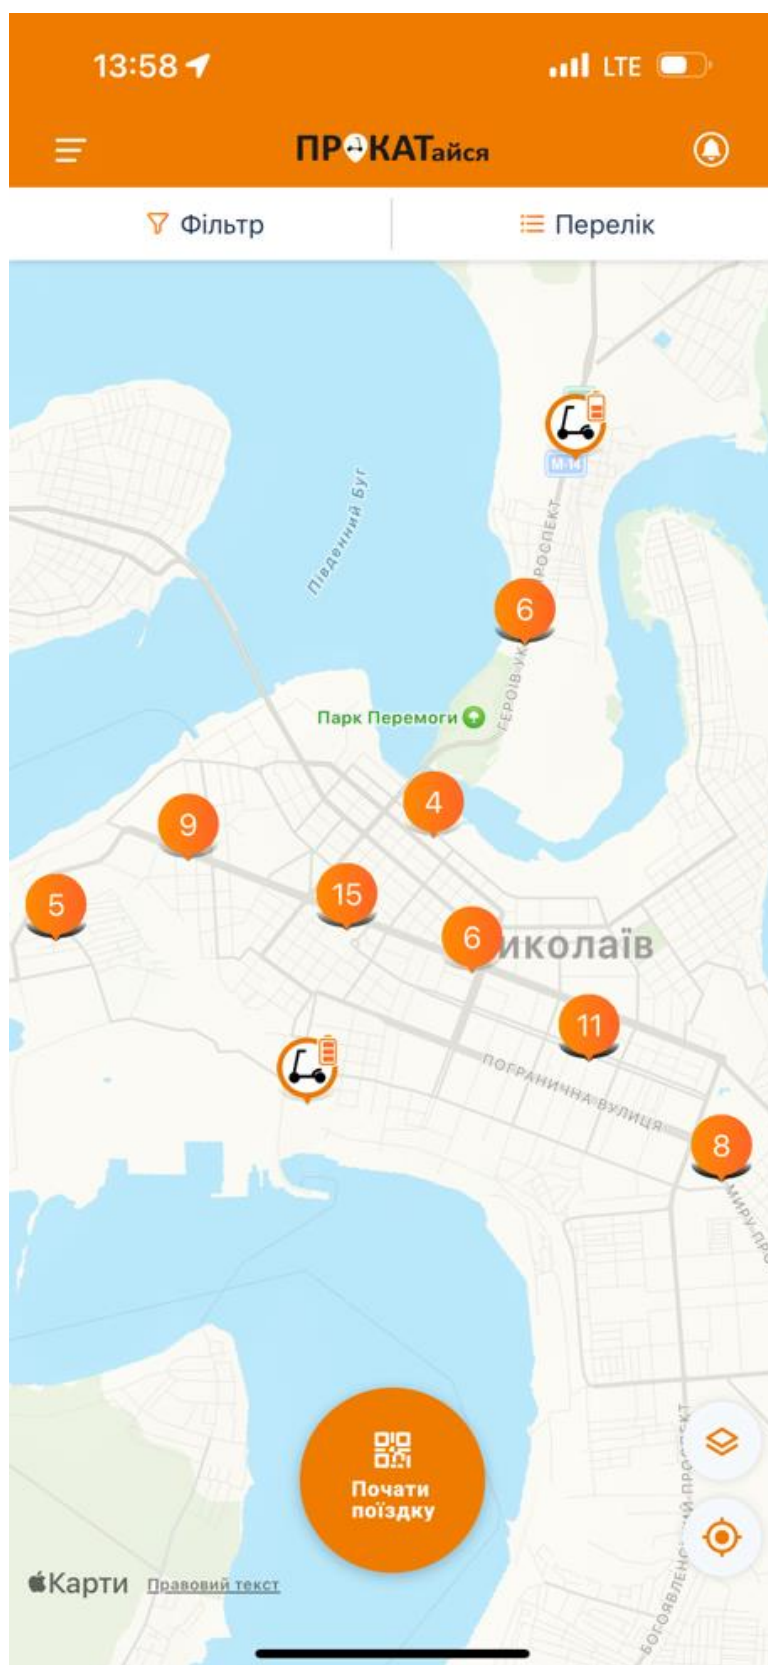 13:58
LTE
ПРОКАТайся
Фільтр
Перелік
М-14
Південний Буг
ПРОСПЕКТ
6
ГЕРОЇВ УК
Парк Перемоги
4
9
15
5
6
иколаїв
11
ПОГРАНИЧНА ВУЛИЦЯ
8
МИРУ ПРО
Почати
поїздку
БОГОЯВЛЕНСЬКИЙ ПРОСПЕКТ
Карти
Правовий текст